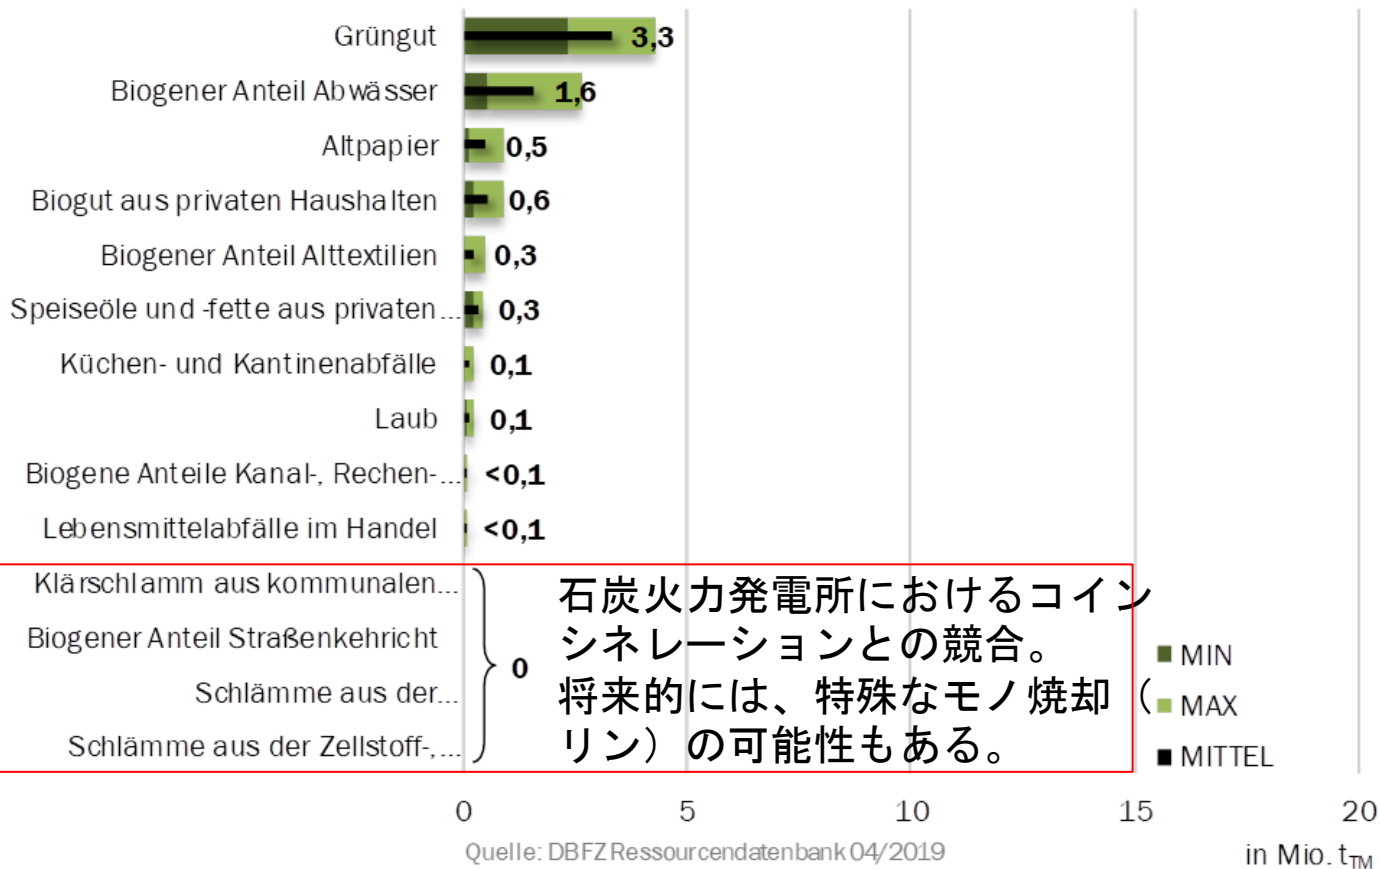 Grüngut 3,3
Biogener Anteil Abwässer 1,6
Altpapier 0,5
Biogut aus privaten Haushalten 0,6
Biogener Anteil Alttextilien 0,3
Speiseöle und -fette aus privaten... 0,3
Küchen- und Kantinenabfälle 0,1
Laub 0,1
Biogene Anteile Kanal-, Rechen-... <0,1
Lebensmittelabfälle im Handel <0,1
Klärschlamm aus kommunalen...
Biogener Anteil Straßenkehricht
Schlämme aus der...
Schlämme aus der Zellstoff-,...
0
石炭火力発電所におけるコイン
シネレーションとの競合。
将来的には、特殊なモノ焼却（
リン）の可能性もある。
MIN
MAX
MITTEL
0 5 10 15 20
Quelle: DBFZ Ressourcendatenbank 04/2019
in Mio. tTM